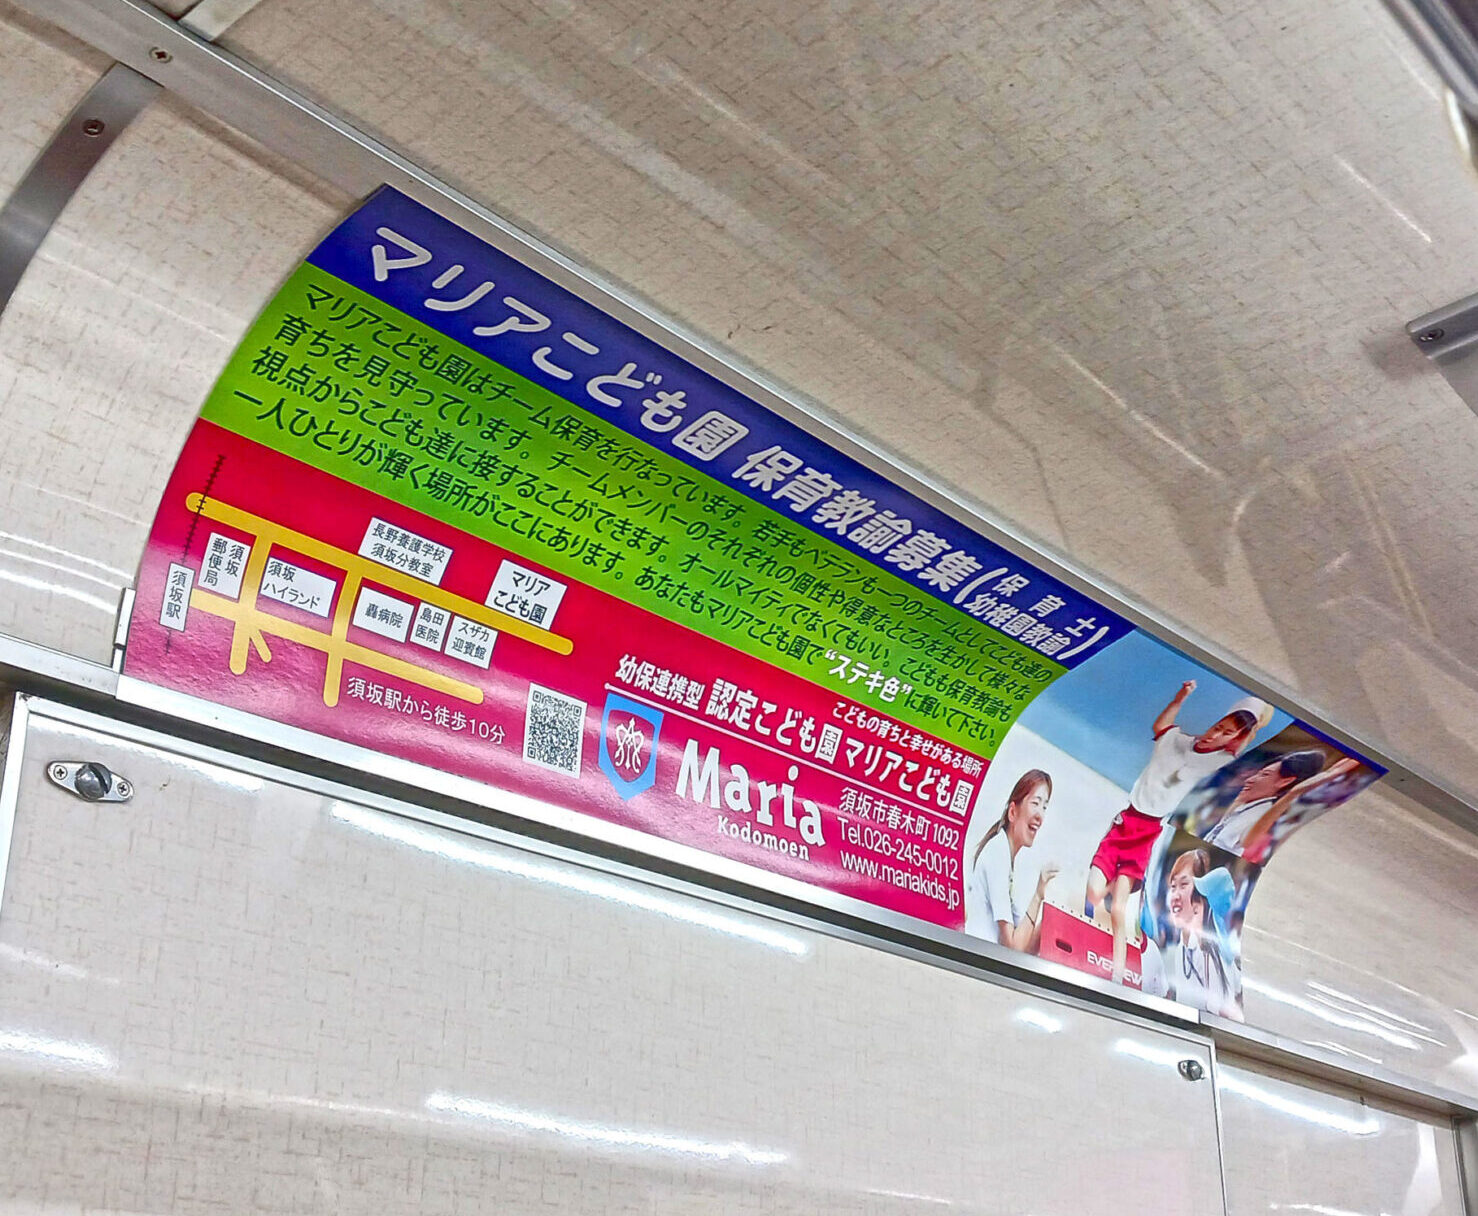 マリアこども園 保育教諭募集(保育士 幼稚園教諭)
マリアこども園はチーム保育を行なっています。若手もベテランも一つのチームとしてこども達の
育ちを見守っています。チームメンバーのそれぞれの個性や得意なところを生かして様々な
視点からこども達に接することができます。オールマイティでなくてもいい。こどもも保育教諭も
一人ひとりが輝く場所がここにあります。あなたもマリアこども園で“ステキ色”に輝いて下さい。
須坂駅
須坂
郵便局
須坂
ハイランド
長野養護学校
須坂分教室
轟病院
島田
医院
スザカ
迎賓館
マリア
こども園
須坂駅から徒歩10分
こどもの育ちと幸せがある場所
幼保連携型 認定こども園 マリアこども園
Maria
Kodomoen
須坂市春木町1092
Tel.026-245-0012
www.mariakids.jp